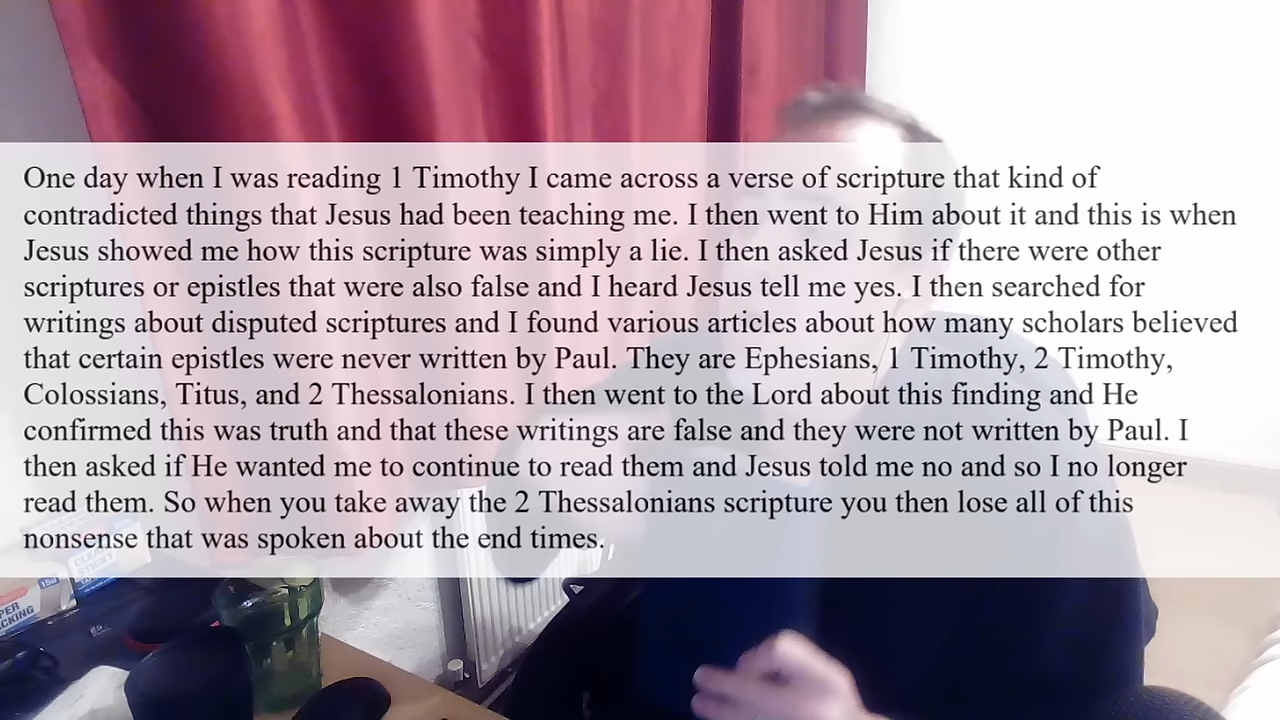 One day when I was reading 1 Timothy I came across a verse of scripture that kind of
contradicted things that Jesus had been teaching me. I then went to Him about it and this is when
Jesus showed me how this scripture was simply a lie. I then asked Jesus if there were other
scriptures or epistles that were also false and I heard Jesus tell me yes. I then searched for
writings about disputed scriptures and I found various articles about how many scholars believed
that certain epistles were never written by Paul. They are Ephesians, 1 Timothy, 2 Timothy,
Colossians, Titus, and 2 Thessalonians. I then went to the Lord about this finding and He
confirmed this was truth and that these writings are false and they were not written by Paul. I
then asked if He wanted me to continue to read them and Jesus told me no and so I no longer
read them. So when you take away the 2 Thessalonians scripture you then lose all of this
nonsense that was spoken about the end times.
CLEAR
STICKY